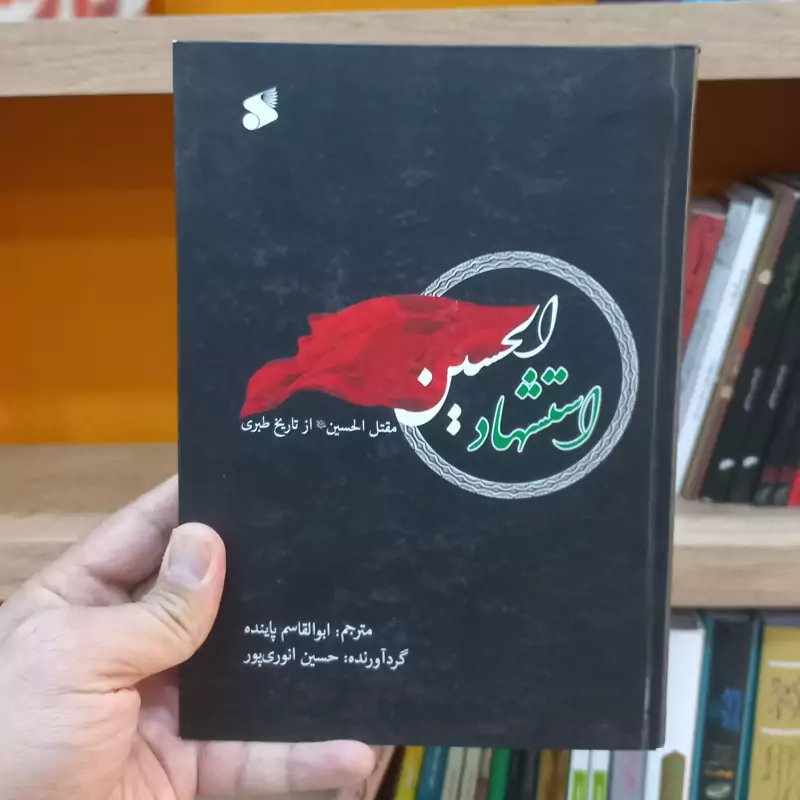 استشهاد الحسین
مقتل الحسین از تاریخ طبری
مترجم: ابوالقاسم پاینده
گردآورنده: حسین انوری‌پور